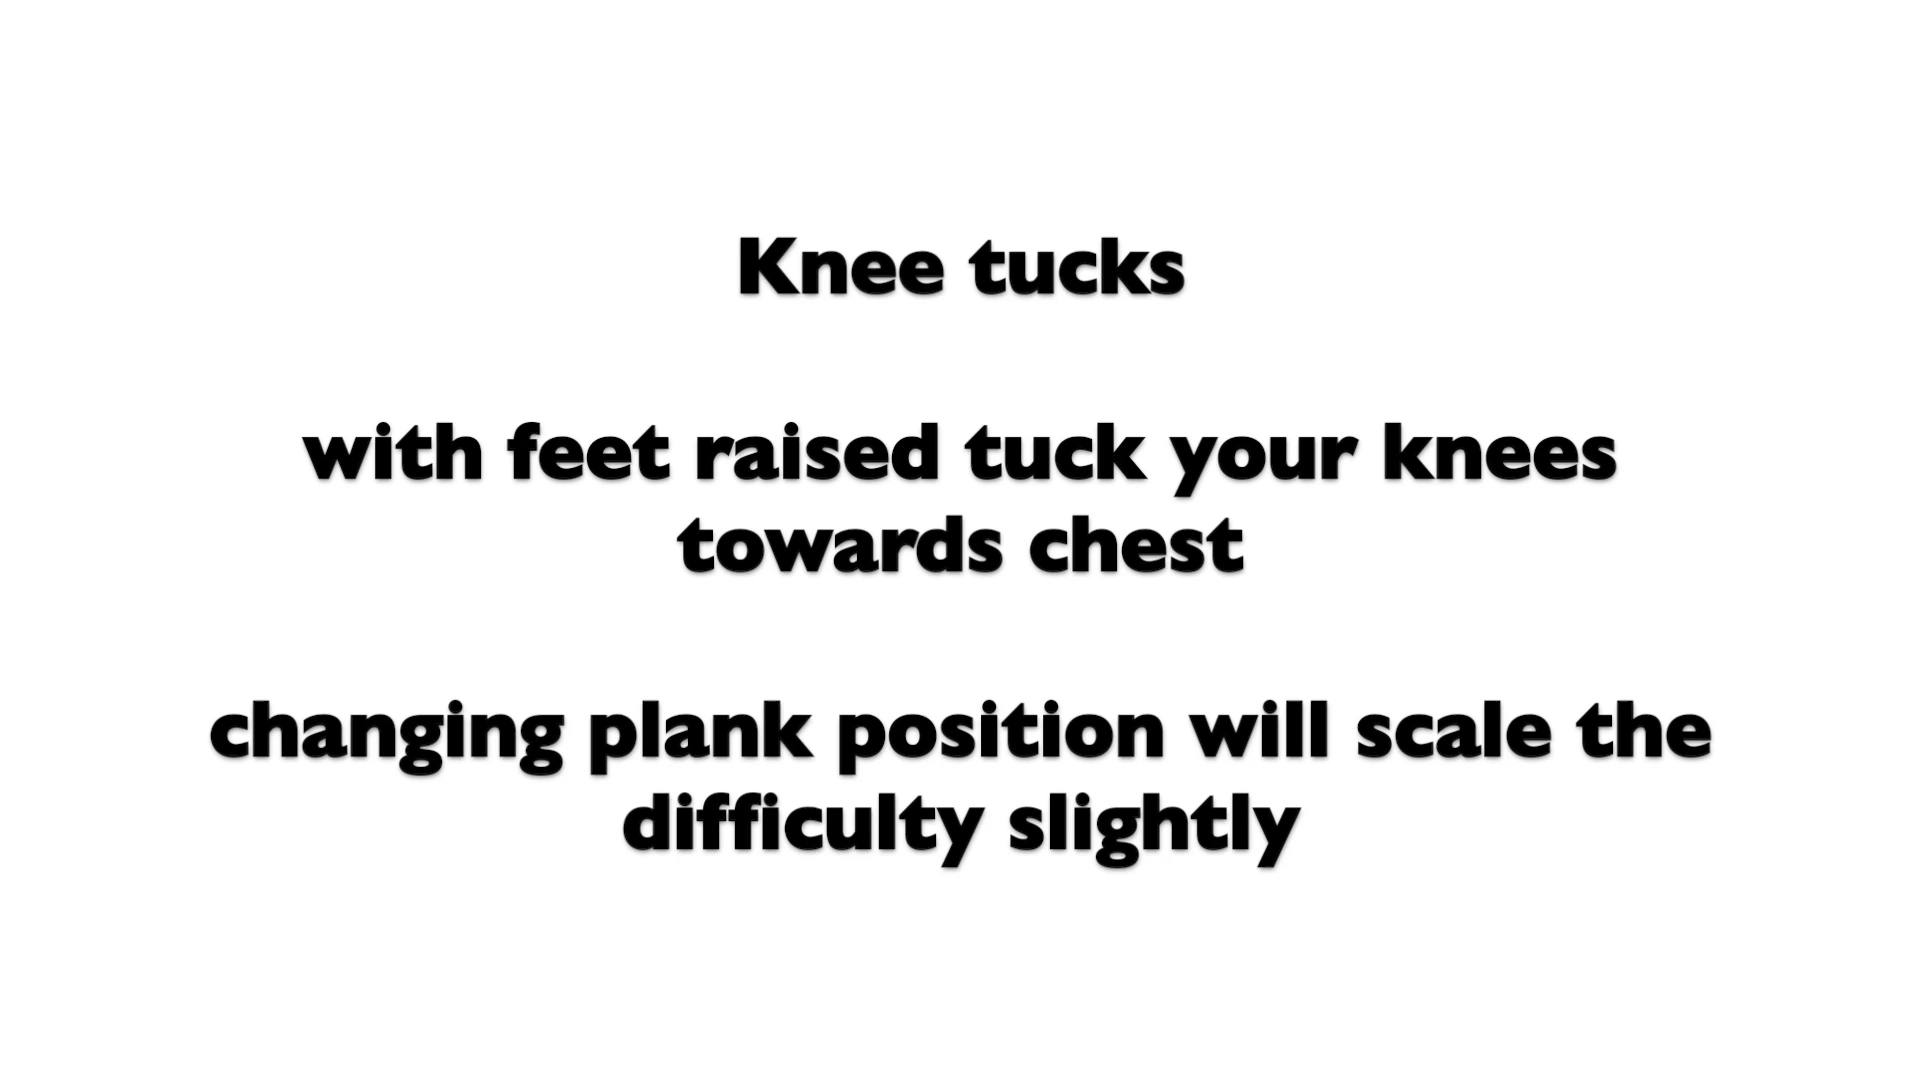 Knee tucks
with feet raised tuck your knees
towards chest
changing plank position will scale the
difficulty slightly